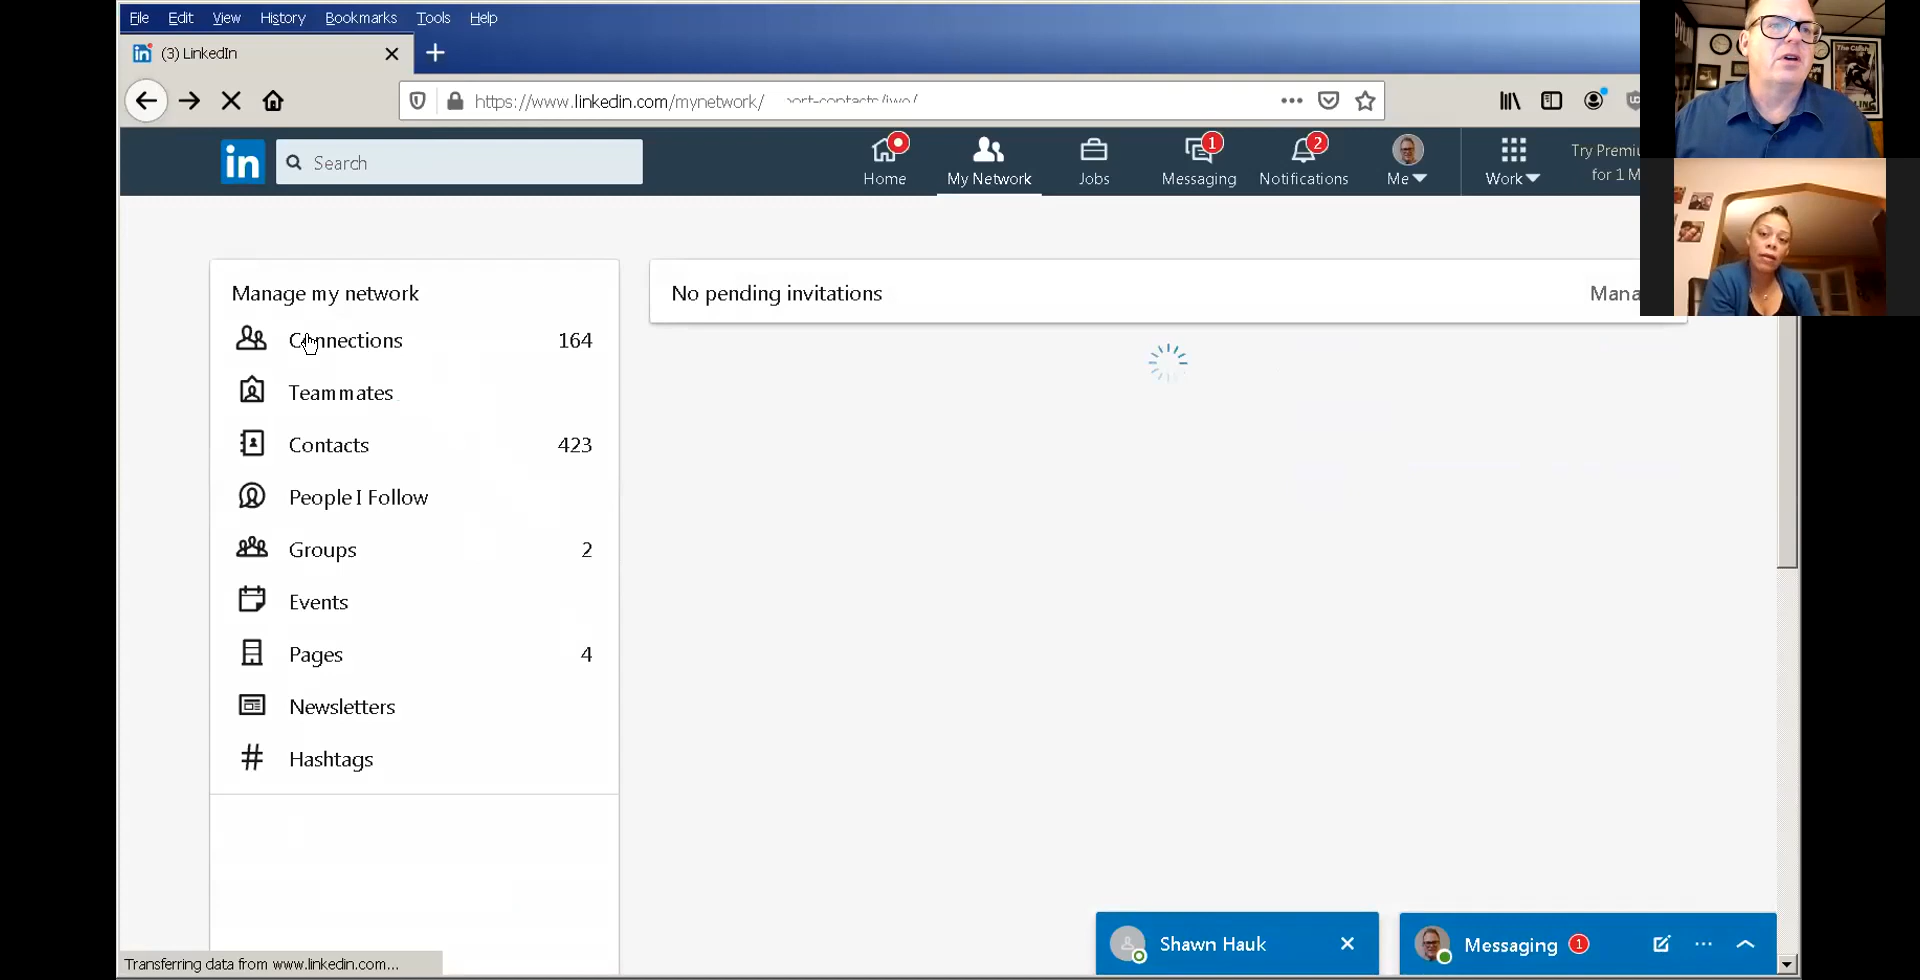 File Edit View History Bookmarks Tools Help
(3) LinkedIn
https://www.linkedin.com/mynetwork/
in Search Home My Network Jobs 1 Messaging 2 Notifications Me Work Try Premiu
for 1 M
Manage my network
Connections 164
Teammates
Contacts 423
People I Follow
Groups 2
Events
Pages 4
Newsletters
# Hashtags
No pending invitations Mana
Shawn Hauk
Messaging 1
Transferring data from www.linkedin.com...